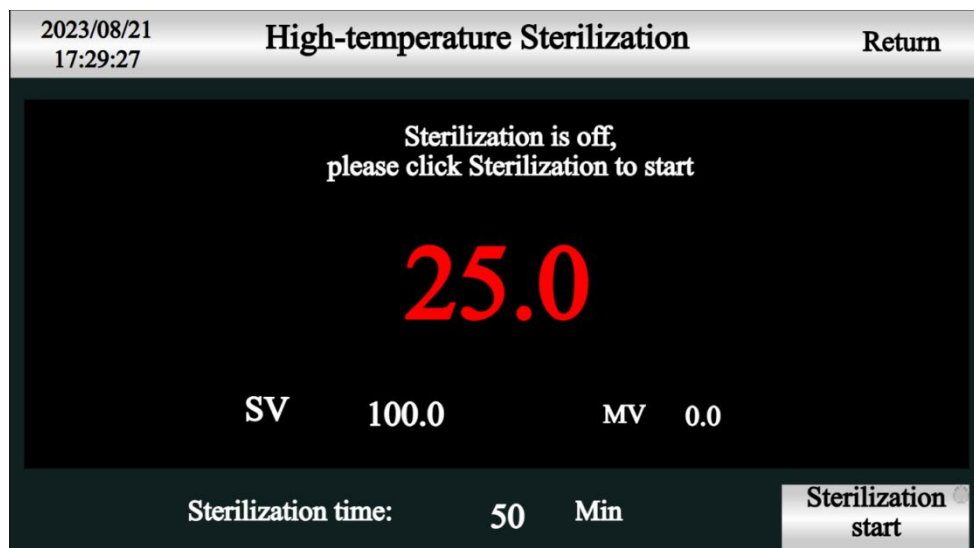 2023/08/21
17:29:27
High-temperature Sterilization
Return
Sterilization is off,
please click Sterilization to start
25.0
SV 100.0 MV 0.0
Sterilization time: 50 Min
Sterilization
start